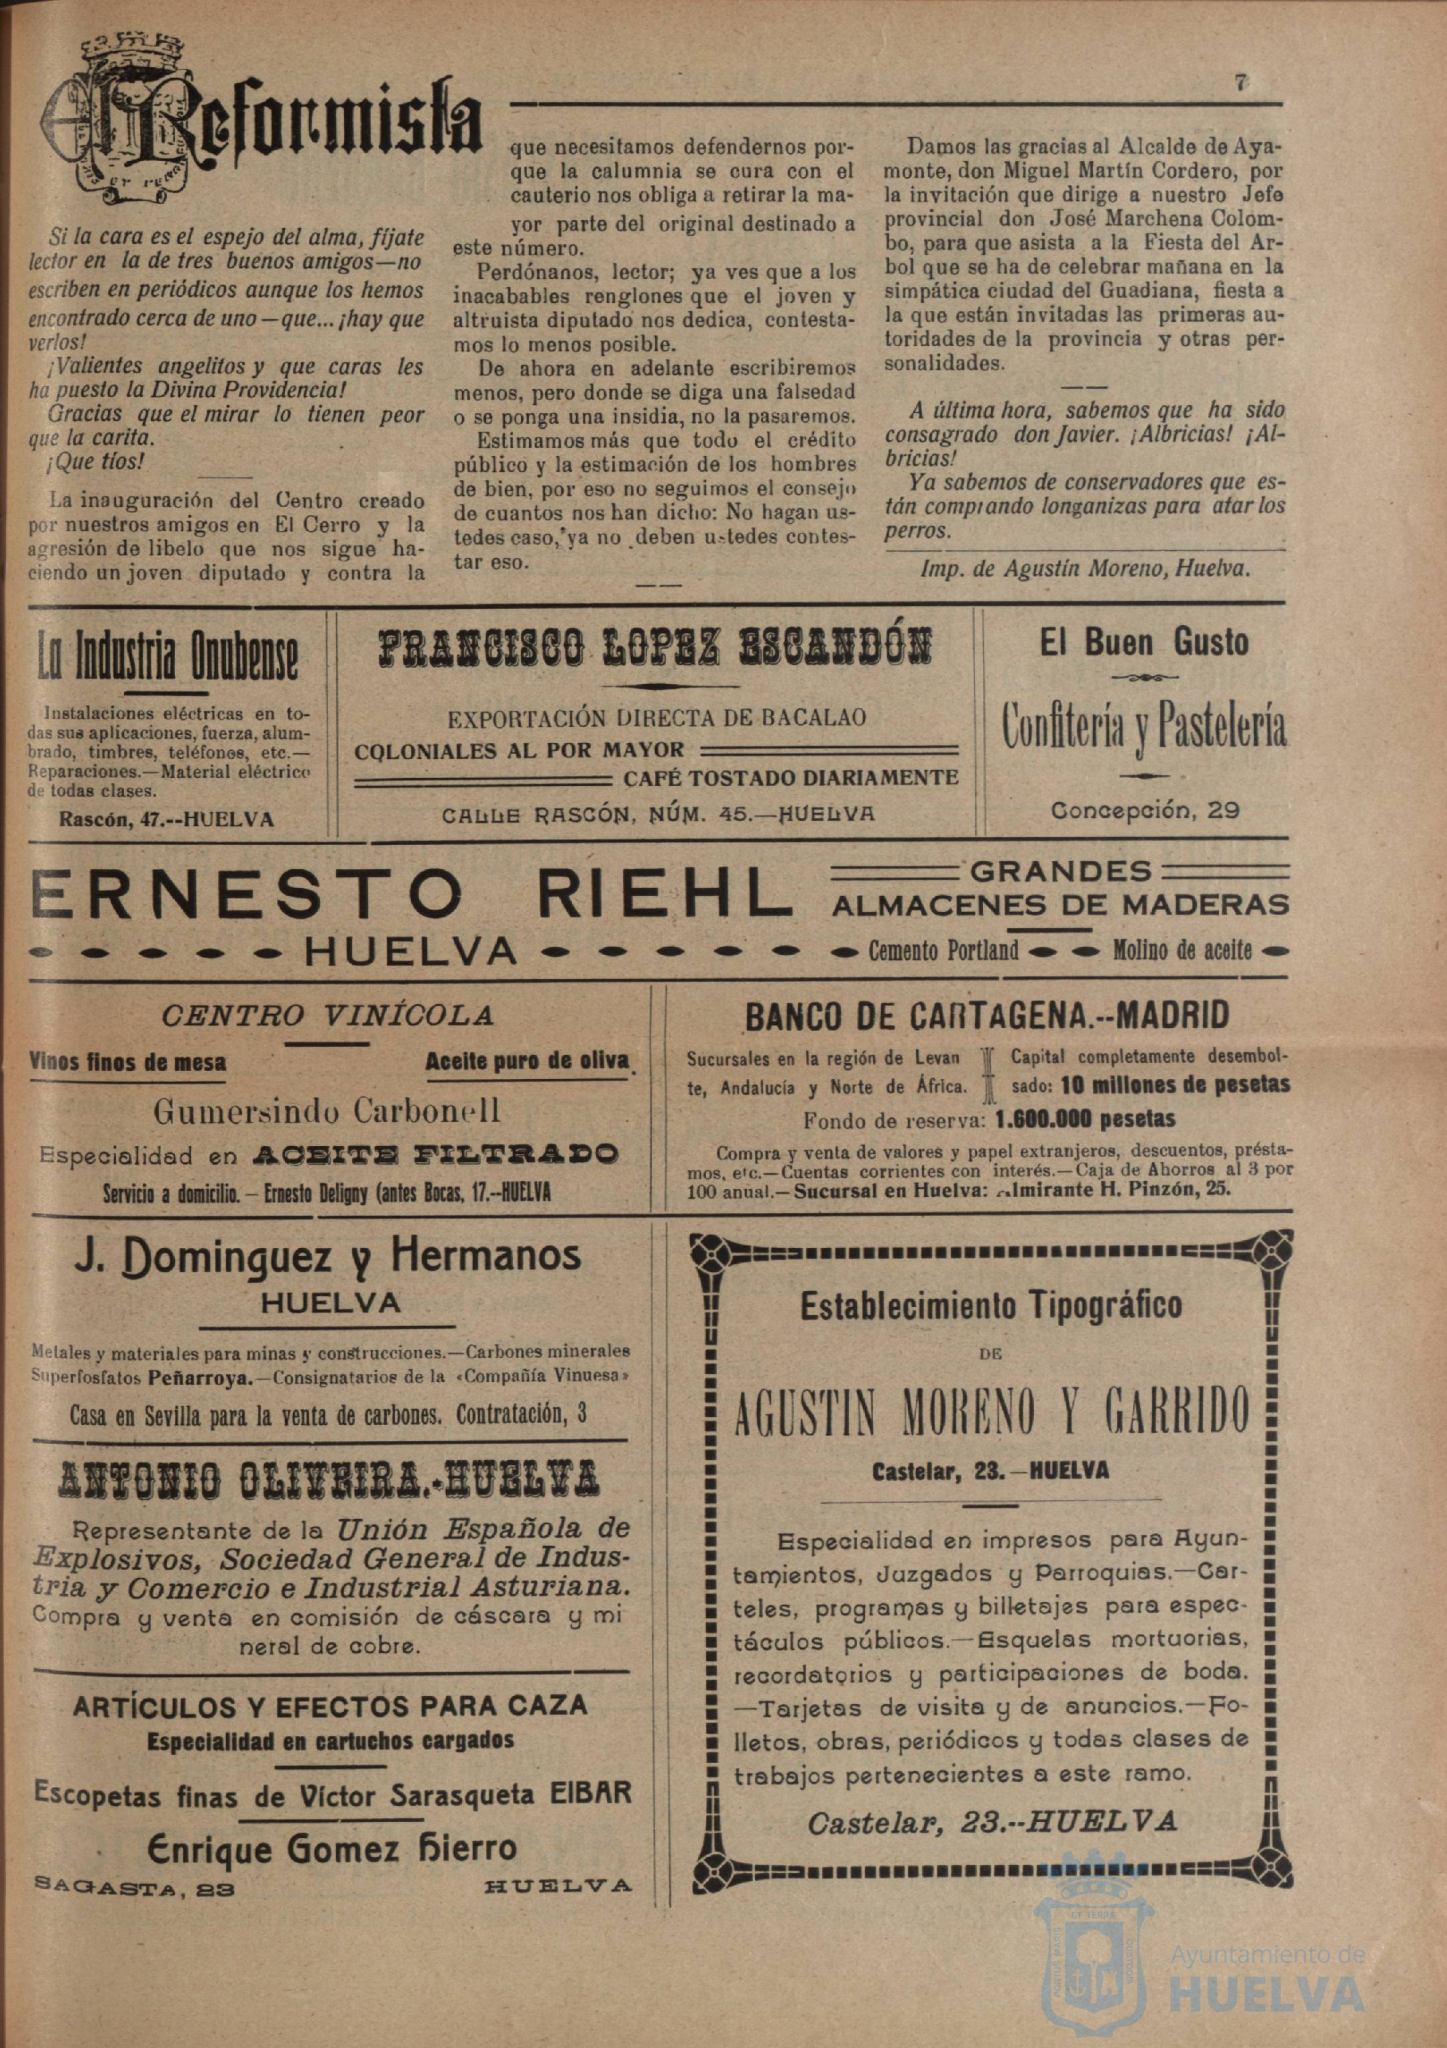 El Reformista
7
Si la cara es el espejo del alma, fíjate
lector en la de tres buenos amigos—no
escriben en periódicos aunque los hemos
encontrado cerca de uno—que... ¡hay que
verlos!
¡Valientes angelitos y que caras les
ha puesto la Divina Providencia!
Gracias que el mirar lo tienen peor
que la carita.
¡Que tíos!
La inauguración del Centro creado
por nuestros amigos en El Cerro y la
agresión de libelo que nos sigue ha-
ciendo un joven diputado y contra la
que necesitamos defendernos por-
que la calumnia se cura con el
cauterio nos obliga a retirar la ma-
yor parte del original destinado a
este número.
Perdónanos, lector; ya ves que a los
inacabables renglones que el joven y
altruista diputado nos dedica, contesta-
mos lo menos posible.
De ahora en adelante escribiremos
menos, pero donde se diga una falsedad
o se ponga una insidia, no la pasaremos.
Estimamos más que todo el crédito
público y la estimación de los hombres
de bien, por eso no seguimos el consejo
de cuantos nos han dicho: No hagan us-
tedes caso, ya no deben ustedes contes-
tar eso.
Damos las gracias al Alcalde de Aya-
monte, don Miguel Martín Cordero, por
la invitación que dirige a nuestro Jefe
provincial don José Marchena Colom-
bo, para que asista a la Fiesta del Ar-
bol que se ha de celebrar mañana en la
simpática ciudad del Guadiana, fiesta a
la que están invitadas las primeras au-
toridades de la provincia y otras per-
sonalidades.
A última hora, sabemos que ha sido
consagrado don Javier. ¡Albricias! ¡Al-
bricias!
Ya sabemos de conservadores que es-
tán comprando longanizas para atar los
perros.
Imp. de Agustín Moreno, Huelva.
La Industria Onubense
Instalaciones eléctricas en to-
das sus aplicaciones, fuerza, alum-
brado, timbres, teléfonos, etc.—
Reparaciones.—Material eléctrico
de todas clases.
Rascón, 47.--HUELVA
FRANCISCO LOPEZ ESCANDÓN
EXPORTACIÓN DIRECTA DE BACALAO
COLONIALES AL POR MAYOR
CAFÉ TOSTADO DIARIAMENTE
CALLE RASCÓN, NÚM. 45.—HUELVA
El Buen Gusto
Confitería y Pastelería
Concepción, 29
ERNESTO RIEHL
HUELVA
GRANDES
ALMACENES DE MADERAS
Cemento Portland Molino de aceite
CENTRO VINÍCOLA
Vinos finos de mesa Aceite puro de oliva
Gumersindo Carbonell
Especialidad en ACEITE FILTRADO
Servicio a domicilio.—Ernesto Deligny (antes Bocas, 17.--HUELVA
BANCO DE CARTAGENA.--MADRID
Sucursales en la región de Levan
te, Andalucía y Norte de África.
Capital completamente desembol-
sado: 10 millones de pesetas
Fondo de reserva: 1.600.000 pesetas
Compra y venta de valores y papel extranjeros, descuentos, présta-
mos, etc.—Cuentas corrientes con interés.—Caja de Ahorros al 3 por
100 anual.—Sucursal en Huelva: Almirante H. Pinzón, 25.
J. Dominguez y Hermanos
HUELVA
Metales y materiales para minas y construcciones.—Carbones minerales
Superfosfatos Peñarroya.—Consignatarios de la «Compañía Vinuesa»
Casa en Sevilla para la venta de carbones. Contratación, 3
ANTONIO OLIVEIRA.-HUELVA
Representante de la Unión Española de
Explosivos, Sociedad General de Indus-
tria y Comercio e Industrial Asturiana.
Compra y venta en comisión de cáscara y mi
neral de cobre.
ARTÍCULOS Y EFECTOS PARA CAZA
Especialidad en cartuchos cargados
Escopetas finas de Víctor Sarasqueta EIBAR
Enrique Gomez Hierro
SAGASTA, 23 HUELVA
Establecimiento Tipográfico
DE
AGUSTIN MORENO Y GARRIDO
Castelar, 23.—HUELVA
Especialidad en impresos para Ayun-
tamientos, Juzgados y Parroquias.—Car-
teles, programas y billetajes para espec-
táculos públicos.—Esquelas mortuorias,
recordatorios y participaciones de boda.
—Tarjetas de visita y de anuncios.—Fo-
lletos, obras, periódicos y todas clases de
trabajos pertenecientes a este ramo.
Castelar, 23.--HUELVA
Ayuntamiento de
HUELVA